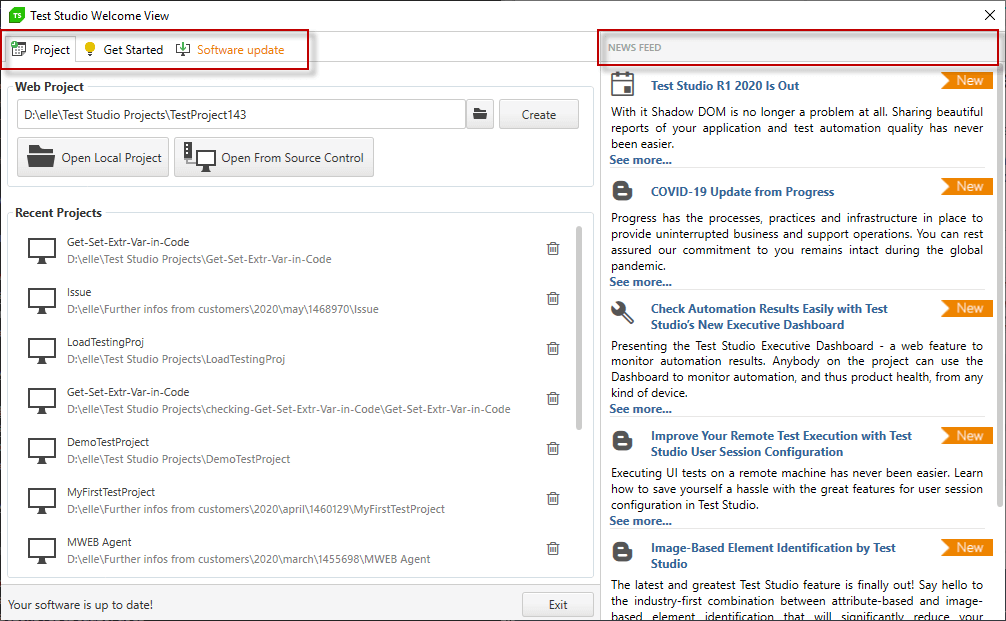 TS Test Studio Welcome View
Project Get Started Software update
Web Project
D:\elle\Test Studio Projects\TestProject143
Create
Open Local Project
Open From Source Control
Recent Projects
Get-Set-Extr-Var-in-Code
D:\elle\Test Studio Projects\Get-Set-Extr-Var-in-Code
Issue
D:\elle\Further infos from customers\2020\may\1468970\Issue
LoadTestingProj
D:\elle\Test Studio Projects\LoadTestingProj
Get-Set-Extr-Var-in-Code
D:\elle\Test Studio Projects\checking-Get-Set-Extr-Var-in-Code\Get-Set-Extr-Var-in-Code
DemoTestProject
D:\elle\Test Studio Projects\DemoTestProject
MyFirstTestProject
D:\elle\Further infos from customers\2020\april\1460129\MyFirstTestProject
MWEB Agent
D:\elle\Further infos from customers\2020\march\1455698\MWEB Agent
Your software is up to date!
Exit
NEWS FEED
Test Studio R1 2020 Is Out
New
With it Shadow DOM is no longer a problem at all. Sharing beautiful
reports of your application and test automation quality has never
been easier.
See more...
COVID-19 Update from Progress
New
Progress has the processes, practices and infrastructure in place to
provide uninterrupted business and support operations. You can rest
assured our commitment to you remains intact during the global
pandemic.
See more...
Check Automation Results Easily with Test
Studio's New Executive Dashboard
New
Presenting the Test Studio Executive Dashboard - a web feature to
monitor automation results. Anybody on the project can use the
Dashboard to monitor automation, and thus product health, from any
kind of device.
See more...
Improve Your Remote Test Execution with Test
Studio User Session Configuration
New
Executing UI tests on a remote machine has never been easier. Learn
how to save yourself a hassle with the great features for user session
configuration in Test Studio.
See more...
Image-Based Element Identification by Test
Studio
New
The latest and greatest Test Studio feature is finally out! Say hello to
the industry-first combination between attribute-based and image-
based element identification that will significantly reduce your